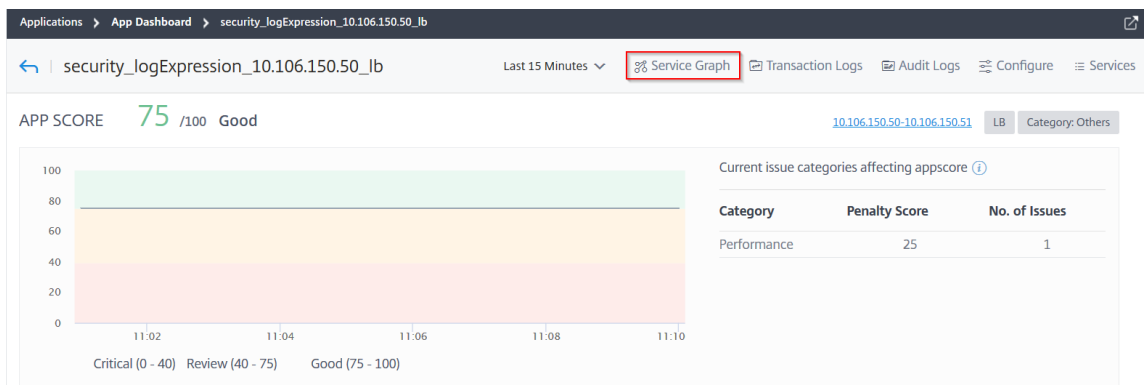 Applications > App Dashboard > security_logExpression_10.106.150.50_lb
security_logExpression_10.106.150.50_lb Last 15 Minutes Service Graph Transaction Logs Audit Logs Configure Services
APP SCORE 75 /100 Good 10.106.150.50-10.106.150.51 LB Category: Others
Current issue categories affecting appscore
Category Penalty Score No. of Issues
Performance 25 1
100
80
60
40
20
0
11:02 11:04 11:06 11:08 11:10
Critical (0 - 40) Review (40 - 75) Good (75 - 100)